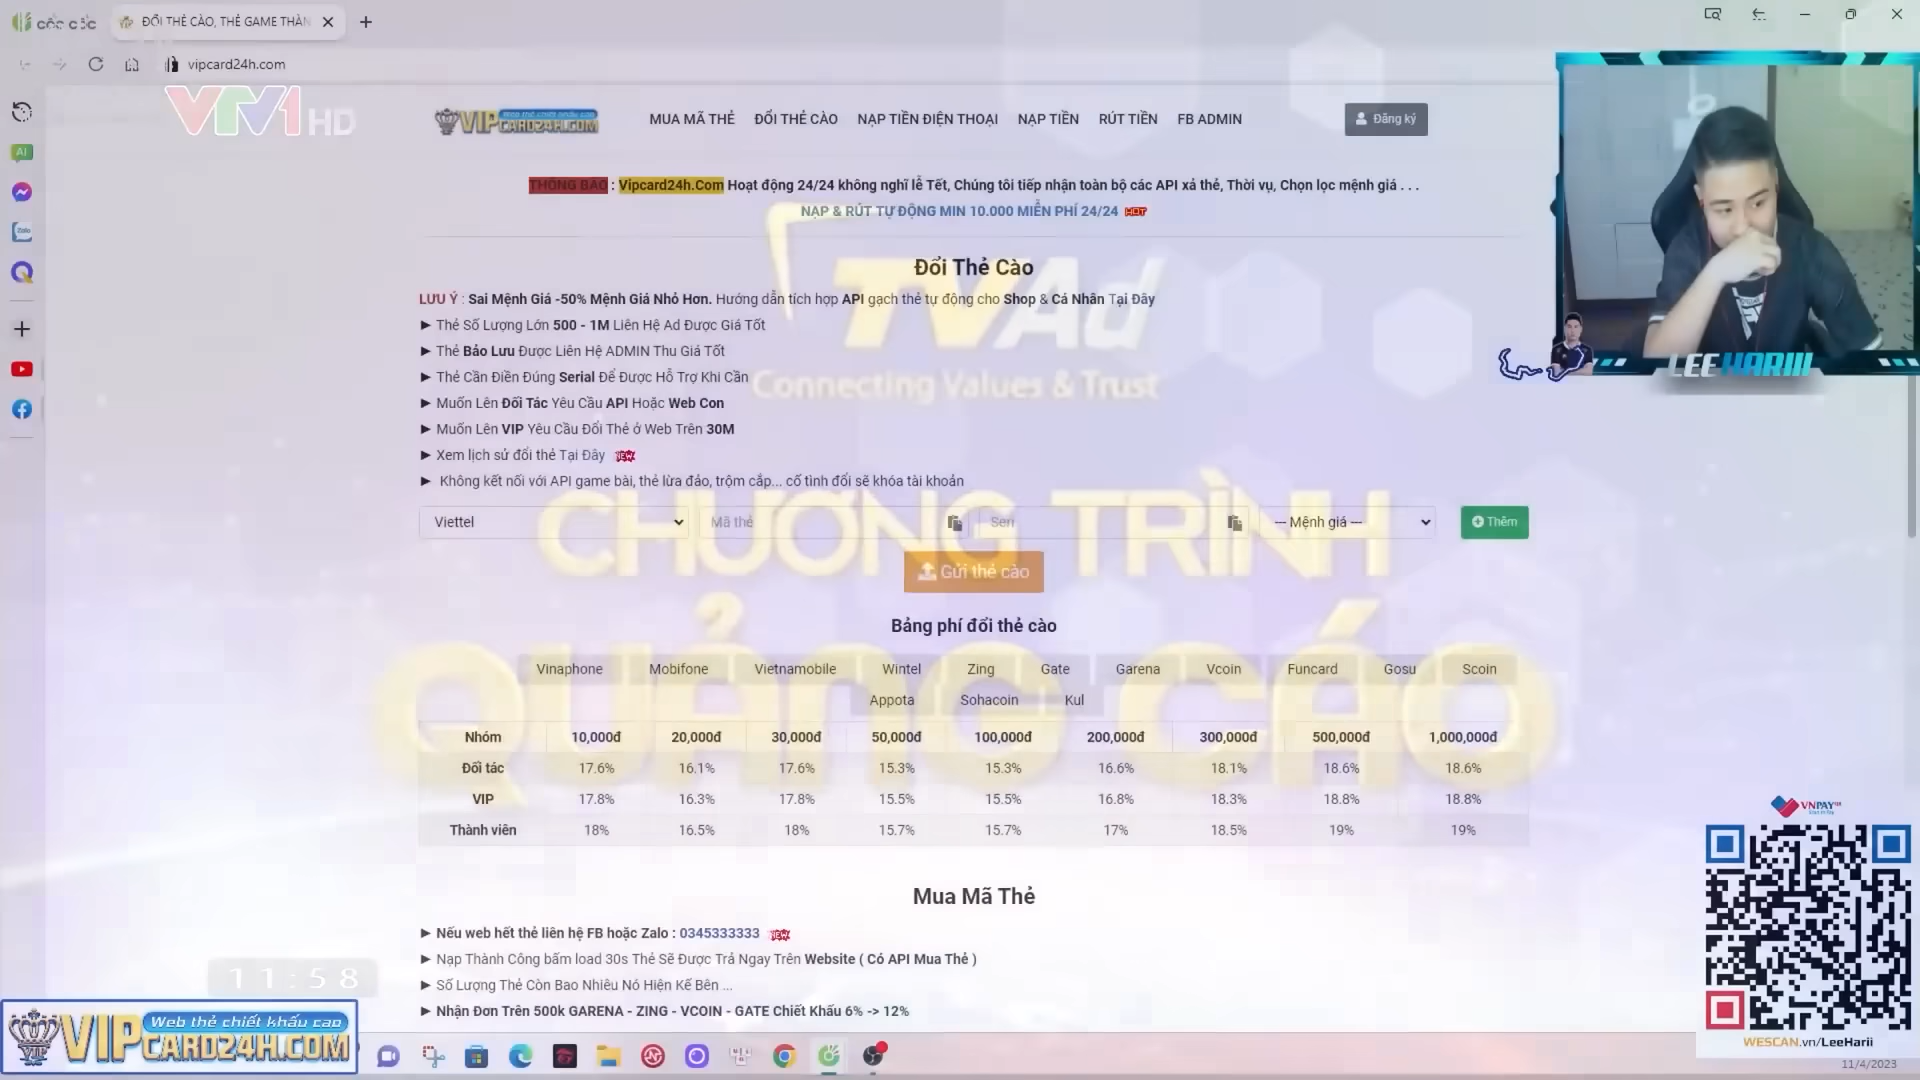 cốc cốc
ĐỔI THẺ CÀO, THẺ GAME THÀN
vipcard24h.com
VTV1 HD
VIPCARD24H.COM
MUA MÃ THẺ ĐỔI THẺ CÀO NẠP TIỀN ĐIỆN THOẠI NẠP TIỀN RÚT TIỀN FB ADMIN
Đăng ký
THÔNG BÁO : Vipcard24h.Com Hoạt động 24/24 không nghĩ lễ Tết, Chúng tôi tiếp nhận toàn bộ các API xả thẻ, Thời vụ, Chọn lọc mệnh giá . . .
NẠP & RÚT TỰ ĐỘNG MIN 10.000 MIỄN PHÍ 24/24 HOT
TVAd
Connecting Values & Trust
Đổi Thẻ Cào
LƯU Ý : Sai Mệnh Giá -50% Mệnh Giá Nhỏ Hơn. Hướng dẫn tích hợp API gạch thẻ tự động cho Shop & Cá Nhân Tại Đây
► Thẻ Số Lượng Lớn 500 - 1M Liên Hệ Ad Được Giá Tốt
► Thẻ Bảo Lưu Được Liên Hệ ADMIN Thu Giá Tốt
► Thẻ Cần Điền Đúng Serial Để Được Hỗ Trợ Khi Cần
► Muốn Lên Đối Tác Yêu Cầu API Hoặc Web Con
► Muốn Lên VIP Yêu Cầu Đổi Thẻ ở Web Trên 30M
► Xem lịch sử đổi thẻ Tại Đây NEW
► Không kết nối với API game bài, thẻ lừa đảo, trộm cắp... cố tình đổi sẽ khóa tài khoản
CHƯƠNG TRÌNH
QUẢNG CÁO
Viettel Mã thẻ Seri --- Mệnh giá --- Thêm
Gửi thẻ cào
Bảng phí đổi thẻ cào
Vinaphone Mobifone Vietnamobile Wintel Zing Gate Garena Vcoin Funcard Gosu Scoin
Appota Sohacoin Kul
Nhóm 10,000đ 20,000đ 30,000đ 50,000đ 100,000đ 200,000đ 300,000đ 500,000đ 1,000,000đ
Đối tác 17.6% 16.1% 17.6% 15.3% 15.3% 16.6% 18.1% 18.6% 18.6%
VIP 17.8% 16.3% 17.8% 15.5% 15.5% 16.8% 18.3% 18.8% 18.8%
Thành viên 18% 16.5% 18% 15.7% 15.7% 17% 18.5% 19% 19%
Mua Mã Thẻ
► Nếu web hết thẻ liên hệ FB hoặc Zalo : 0345333333 NEW
► Nạp Thành Công bấm load 30s Thẻ Sẽ Được Trả Ngay Trên Website ( Có API Mua Thẻ )
► Số Lượng Thẻ Còn Bao Nhiêu Nó Hiện Kế Bên ...
► Nhận Đơn Trên 500k GARENA - ZING - VCOIN - GATE Chiết Khấu 6% -> 12%
LEEHARIII
VNPAY
WESCAN.vn/LeeHarii
11:58
Web thẻ chiết khấu cao
VIPCARD24H.COM
11/4/2023